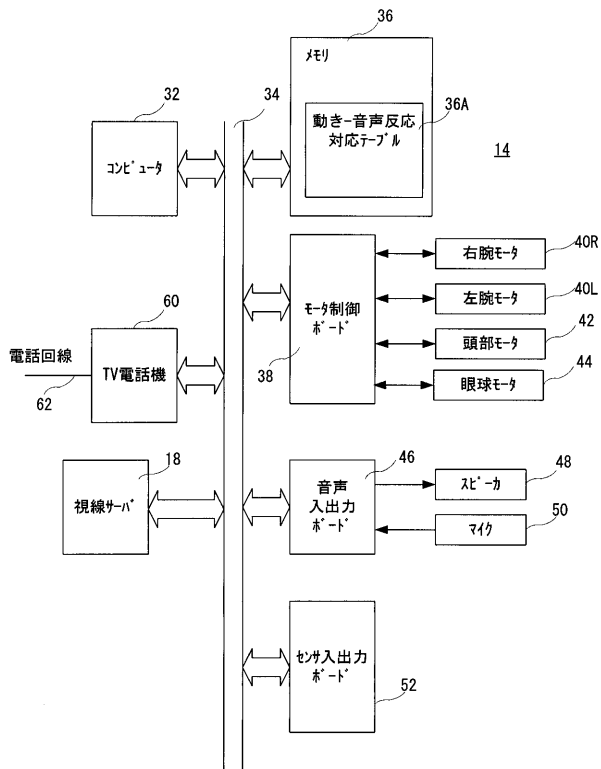 36
メモリ
34
32
36A
動き-音声反応
対応テーブル
14
コンピュータ
40R
右腕モータ
40L
左腕モータ
モータ制御
ボード
60
42
頭部モータ
電話回線
TV電話機
38
44
眼球モータ
62
18
46
48
音声
入出力
ボード
スピーカ
視線サーバ
50
マイク
センサ入出力
ボード
52